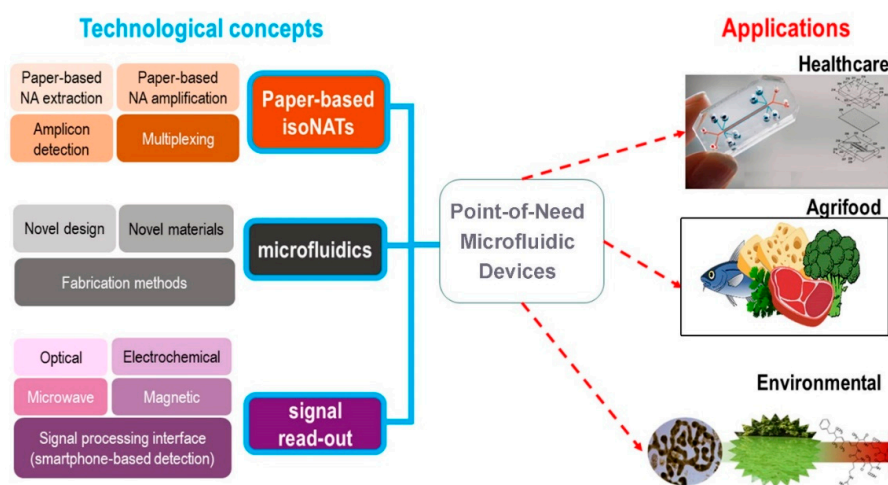 Technological concepts
Paper-based
NA extraction
Paper-based
NA amplification
Amplicon
detection
Multiplexing
Paper-based
isoNATs
Novel design
Novel materials
Fabrication methods
microfluidics
Optical
Electrochemical
Microwave
Magnetic
Signal processing interface
(smartphone-based detection)
signal
read-out
Point-of-Need
Microfluidic
Devices
Applications
Healthcare
Agrifood
Environmental